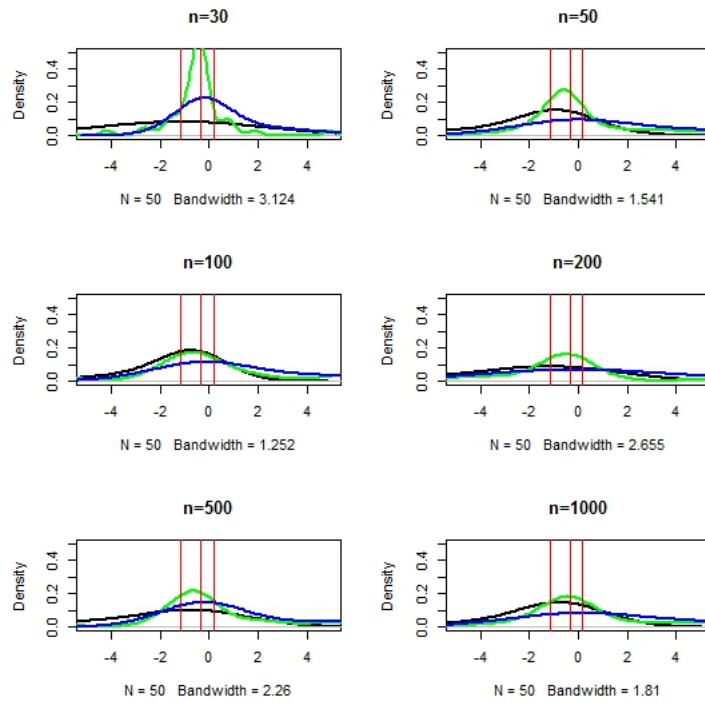 n=30
Density
0.0 0.2 0.4
-4 -2 0 2 4
N = 50 Bandwidth = 3.124
n=50
Density
0.0 0.2 0.4
-4 -2 0 2 4
N = 50 Bandwidth = 1.541
n=100
Density
0.0 0.2 0.4
-4 -2 0 2 4
N = 50 Bandwidth = 1.252
n=200
Density
0.0 0.2 0.4
-4 -2 0 2 4
N = 50 Bandwidth = 2.655
n=500
Density
0.0 0.2 0.4
-4 -2 0 2 4
N = 50 Bandwidth = 2.26
n=1000
Density
0.0 0.2 0.4
-4 -2 0 2 4
N = 50 Bandwidth = 1.81